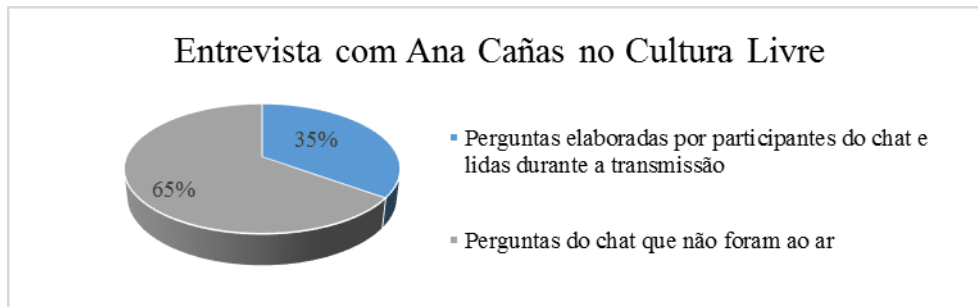 Entrevista com Ana Cañas no Cultura Livre
35%
65%
Perguntas elaboradas por participantes do chat e
lidas durante a transmissão
Perguntas do chat que não foram ao ar